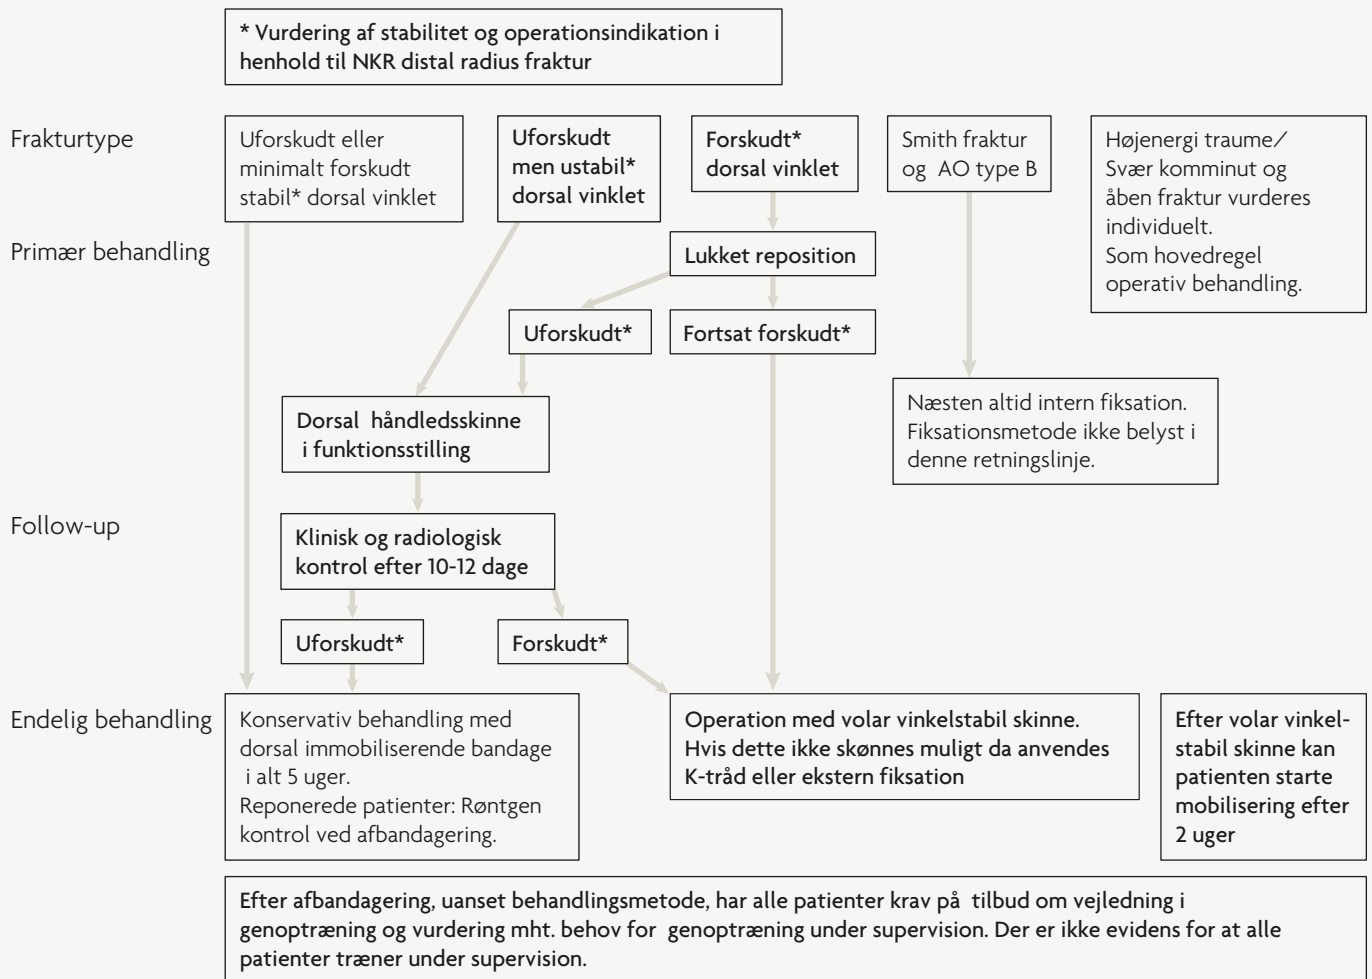 * Vurdering af stabilitet og operationsindikation i
henhold til NKR distal radius fraktur
Frakturtype
Uforskudt eller
minimalt forskudt
stabil* dorsal vinklet
Uforskudt
men ustabil*
dorsal vinklet
Forskudt*
dorsal vinklet
Smith fraktur
og AO type B
Højenergi traume/
Svær komminut og
åben fraktur vurderes
individuelt.
Som hovedregel
operativ behandling.
Primær behandling
Lukket reposition
Uforskudt*
Fortsat forskudt*
Dorsal håndledsskinne
i funktionsstilling
Næsten altid intern fiksation.
Fiksationsmetode ikke belyst i
denne retningslinje.
Follow-up
Klinisk og radiologisk
kontrol efter 10-12 dage
Uforskudt*
Forskudt*
Endelig behandling
Konservativ behandling med
dorsal immobiliserende bandage
i alt 5 uger.
Reponerede patienter: Røntgen
kontrol ved afbandagering.
Operation med volar vinkelstabil skinne.
Hvis dette ikke skønnes muligt da anvendes
K-tråd eller ekstern fiksation
Efter volar vinkel-
stabil skinne kan
patienten starte
mobilisering efter
2 uger
Efter afbandagering, uanset behandlingsmetode, har alle patienter krav på tilbud om vejledning i
genoptræning og vurdering mht. behov for genoptræning under supervision. Der er ikke evidens for at alle
patienter træner under supervision.